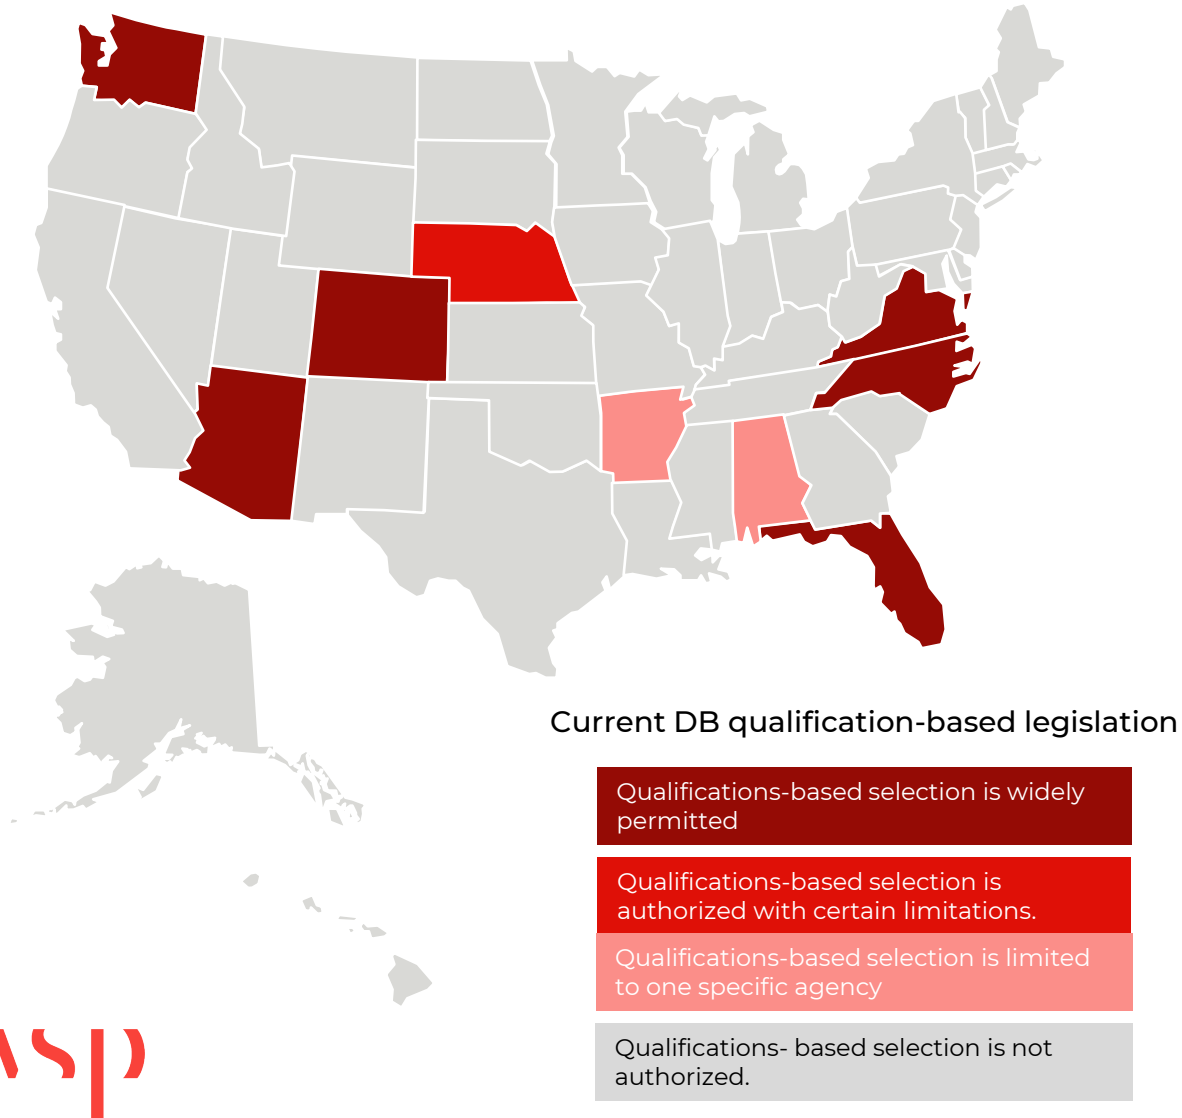 Current DB qualification-based legislation
Qualifications-based selection is widely
permitted
Qualifications-based selection is
authorized with certain limitations.
Qualifications-based selection is limited
to one specific agency
Qualifications- based selection is not
authorized.